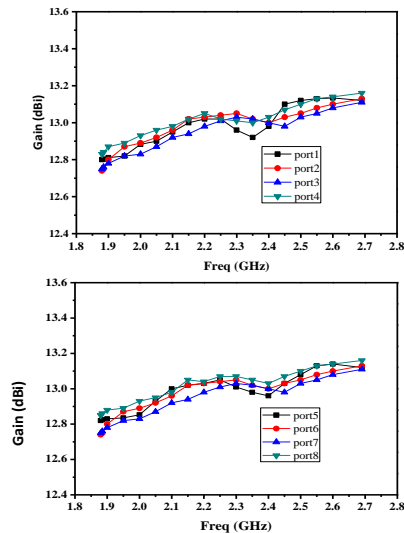 13.6
13.4
13.2
13.0
12.8
12.6
12.4
Gain (dBi)
port1
port2
port3
port4
1.8 1.9 2.0 2.1 2.2 2.3 2.4 2.5 2.6 2.7
Freq (GHz)
13.6
13.4
13.2
13.0
12.8
12.6
12.4
Gain (dBi)
port5
port6
port7
port8
1.8 1.9 2.0 2.1 2.2 2.3 2.4 2.5 2.6 2.7
Freq (GHz)